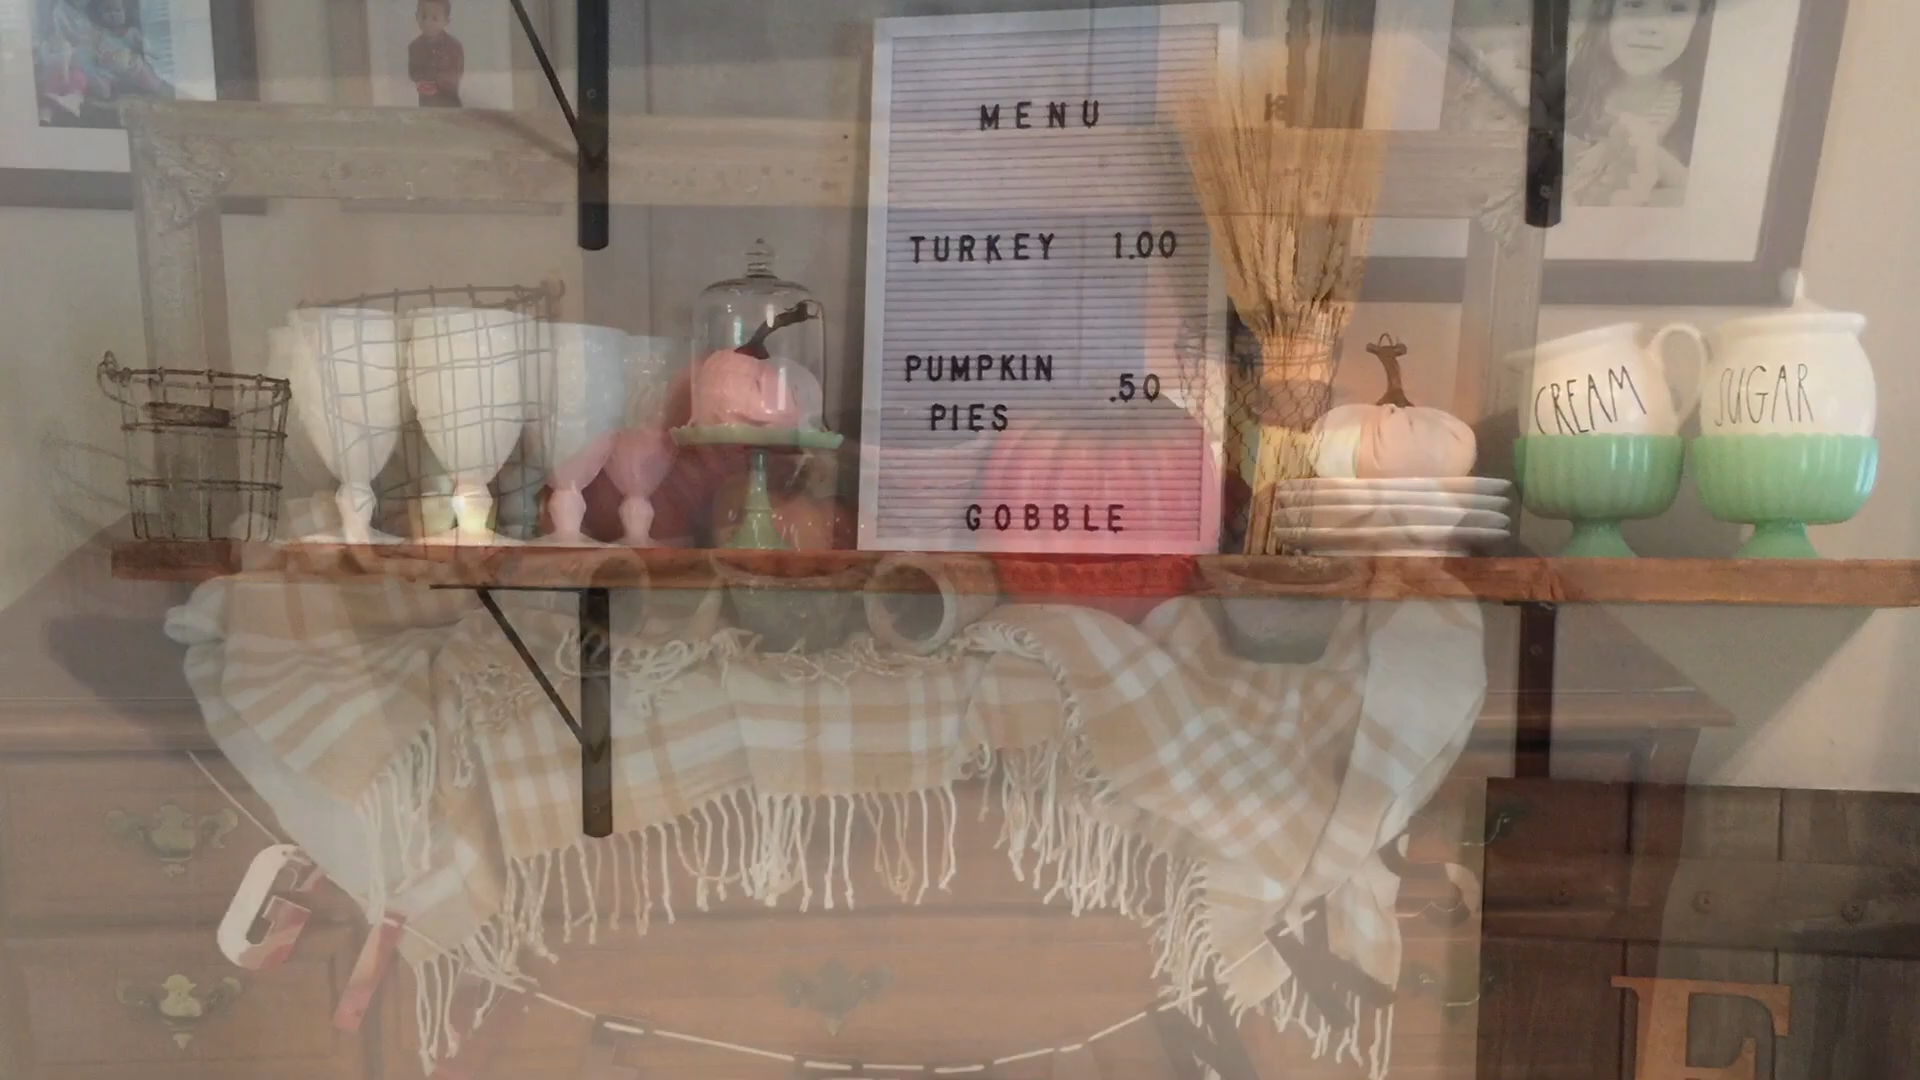 MENU
TURKEY 1.00
PUMPKIN
PIES .50
GOBBLE
CREAM
SUGAR
G
E